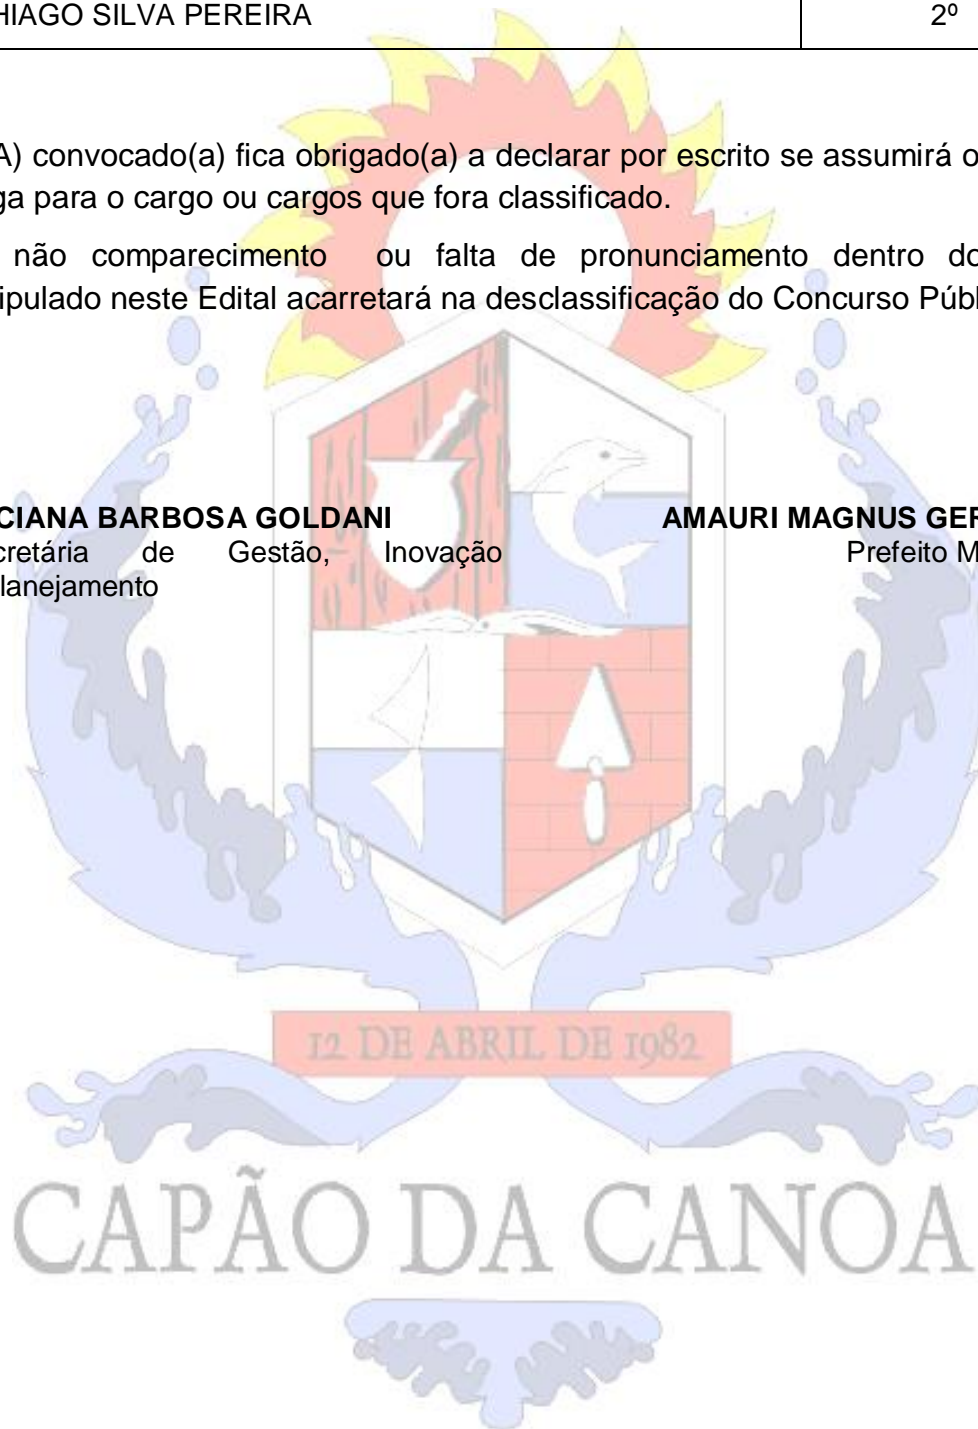 HIAGO SILVA PEREIRA 2º
A) convocado(a) fica obrigado(a) a declarar por escrito se assumirá o
ga para o cargo ou cargos que fora classificado.
não comparecimento ou falta de pronunciamento dentro do
ipulado neste Edital acarretará na desclassificação do Concurso Públ
CIANA BARBOSA GOLDANI AMAURI MAGNUS GER
cretária de Gestão, Inovação Prefeito M
lanejamento
12 DE ABRIL DE 1982
CAPÃO DA CANOA